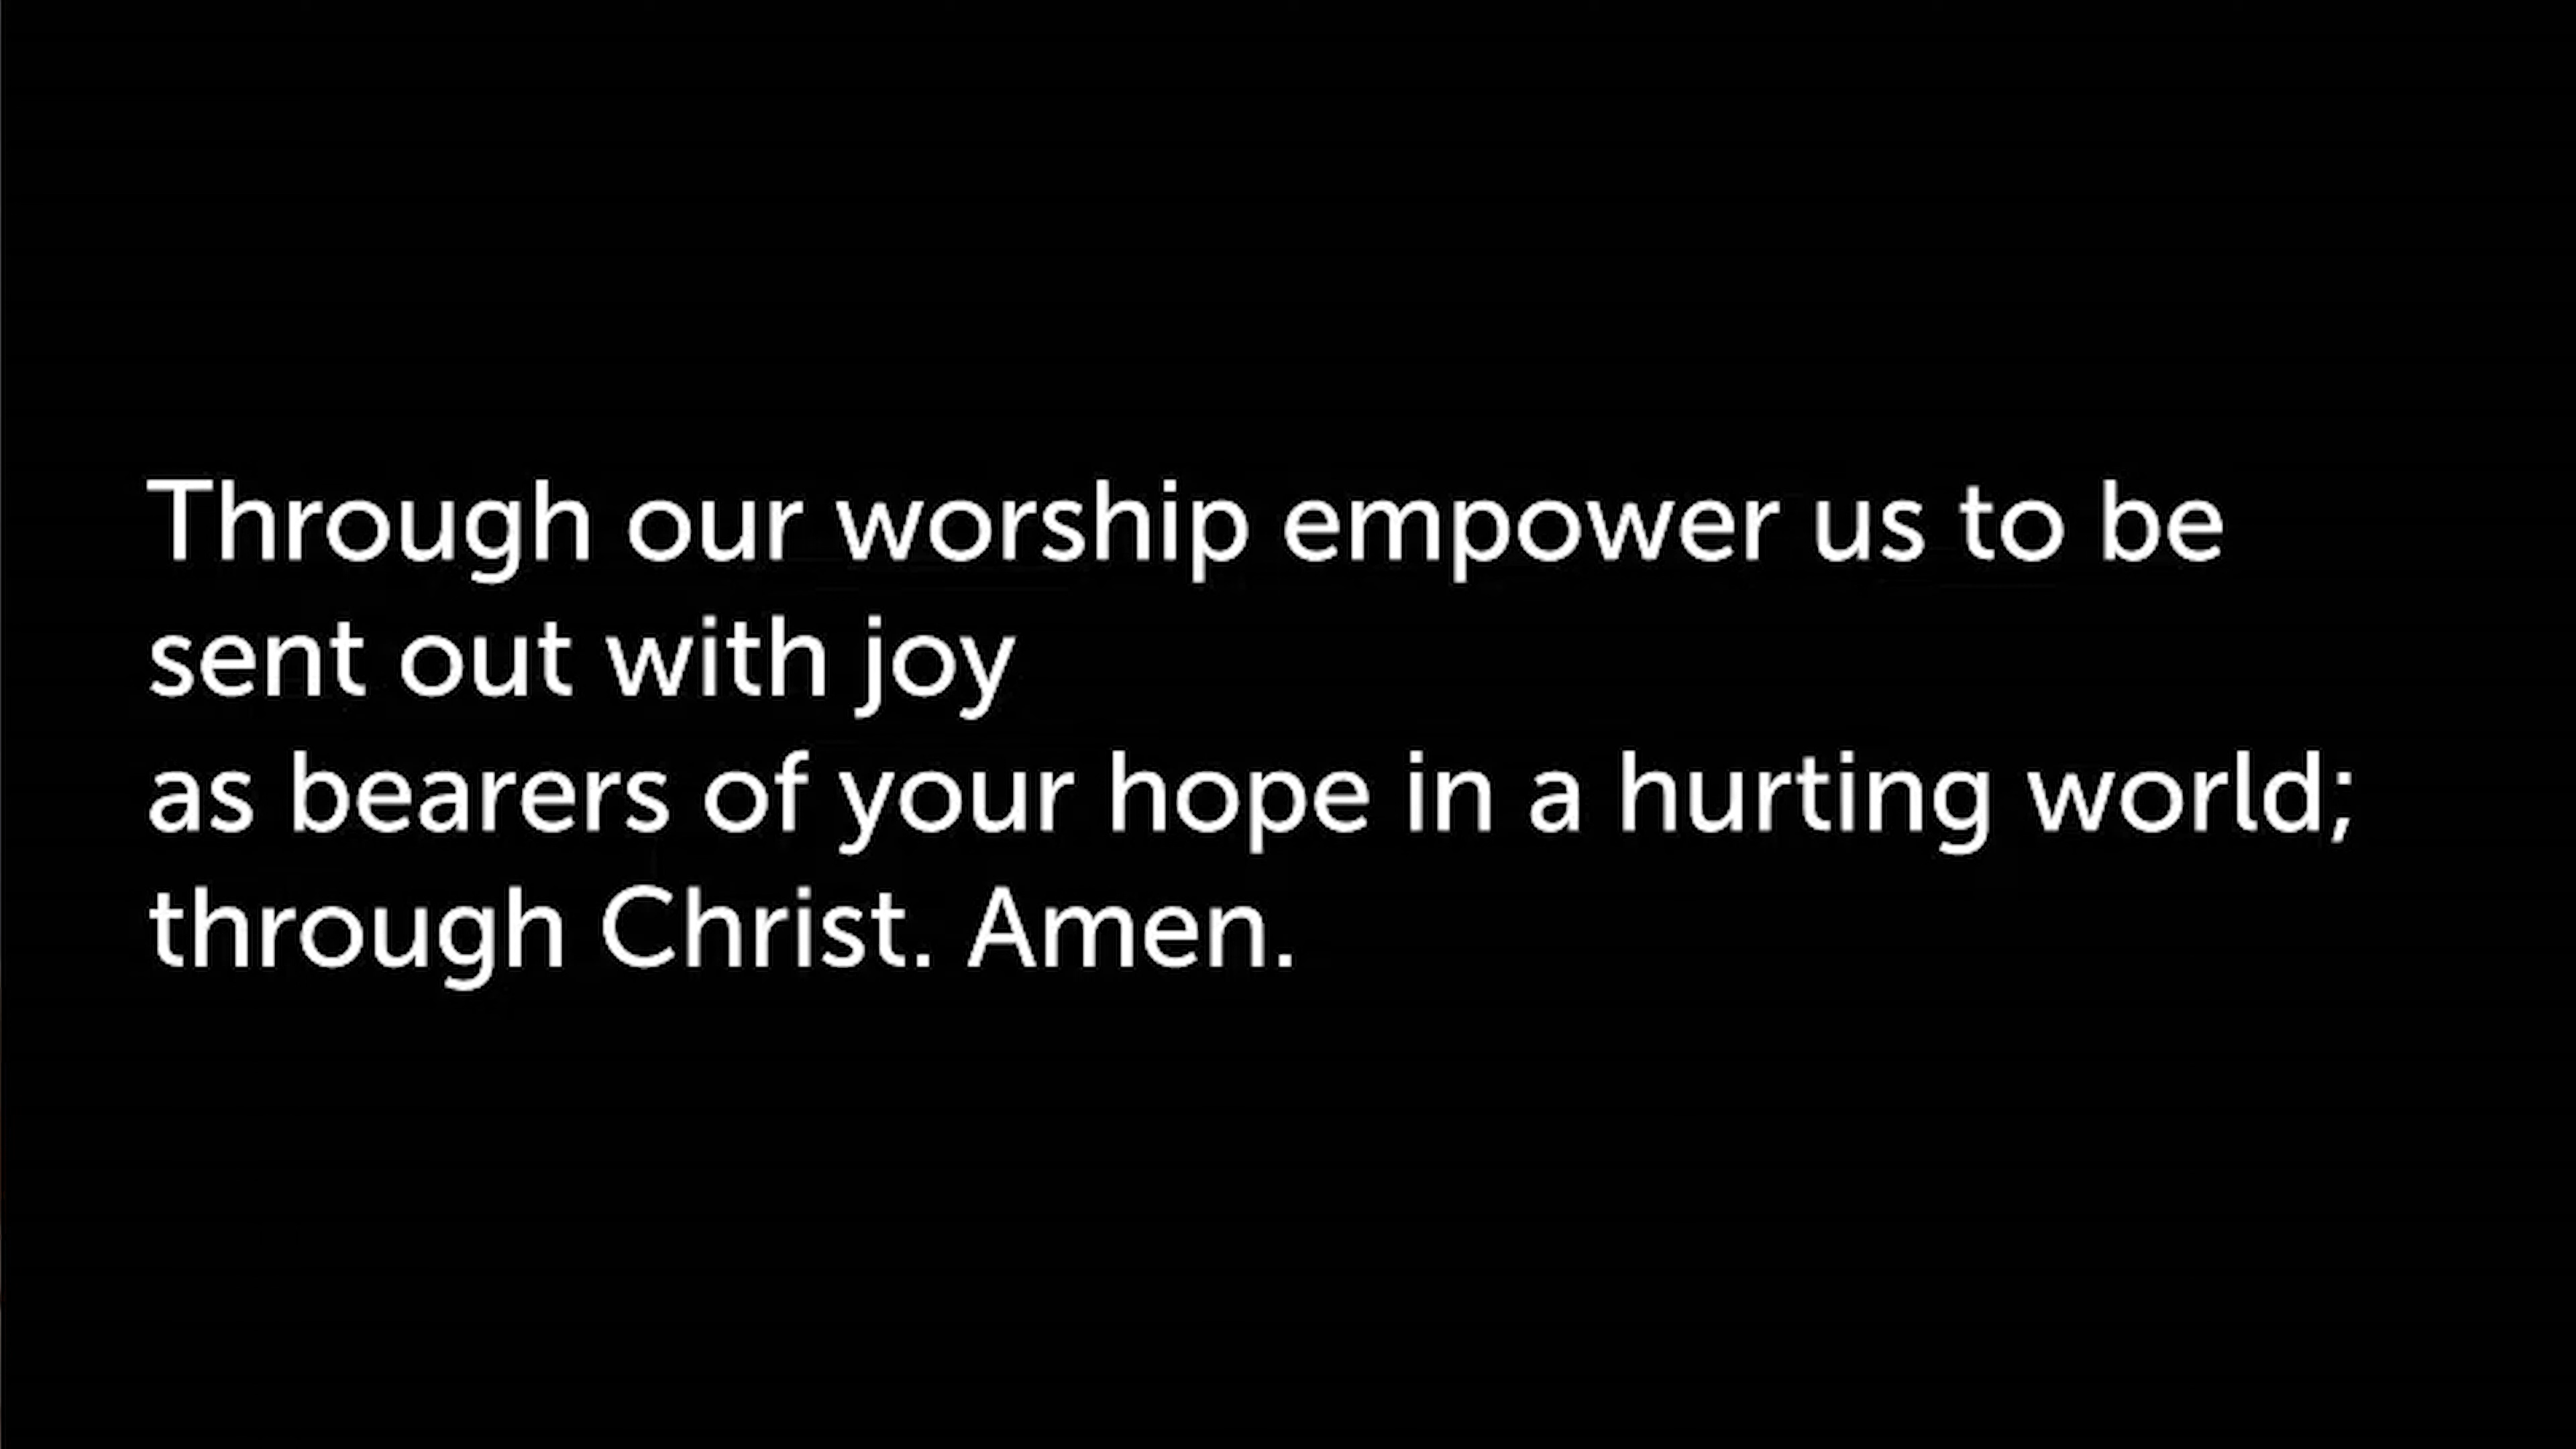 Through our worship empower us to be
sent out with joy
as bearers of your hope in a hurting world;
through Christ. Amen.